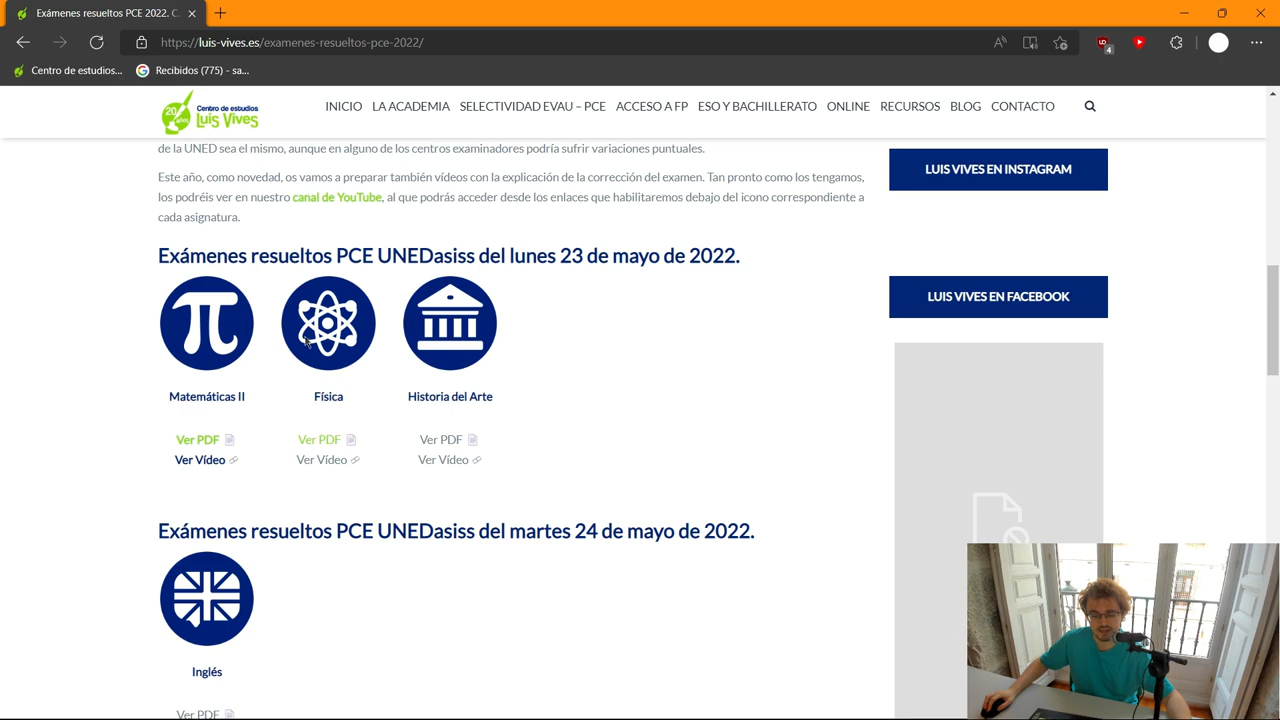 Exámenes resueltos PCE 2022. C
https://luis-vives.es/examenes-resueltos-pce-2022/
4
Centro de estudios...
Recibidos (775) - sa...
20 años
Centro de estudios
Luis Vives
INICIO LA ACADEMIA SELECTIVIDAD EVAU – PCE ACCESO A FP ESO Y BACHILLERATO ONLINE RECURSOS BLOG CONTACTO
de la UNED sea el mismo, aunque en alguno de los centros examinadores podría sufrir variaciones puntuales.
Este año, como novedad, os vamos a preparar también vídeos con la explicación de la corrección del examen. Tan pronto como los tengamos,
los podréis ver en nuestro canal de YouTube, al que podrás acceder desde los enlaces que habilitaremos debajo del icono correspondiente a
cada asignatura.
LUIS VIVES EN INSTAGRAM
Exámenes resueltos PCE UNEDasiss del lunes 23 de mayo de 2022.
LUIS VIVES EN FACEBOOK
Matemáticas II Física Historia del Arte
Ver PDF Ver PDF Ver PDF
Ver Vídeo Ver Vídeo Ver Vídeo
Exámenes resueltos PCE UNEDasiss del martes 24 de mayo de 2022.
Inglés
Ver PDF